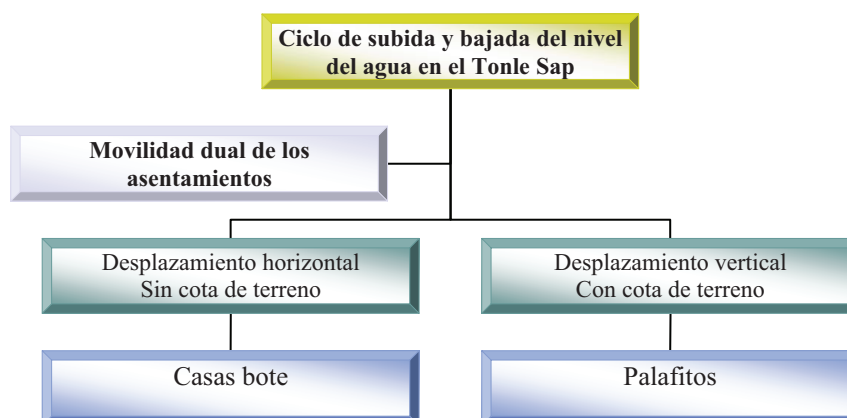 Ciclo de subida y bajada del nivel
del agua en el Tonle Sap
Movilidad dual de los
asentamientos
Desplazamiento horizontal
Sin cota de terreno
Desplazamiento vertical
Con cota de terreno
Casas bote
Palafitos